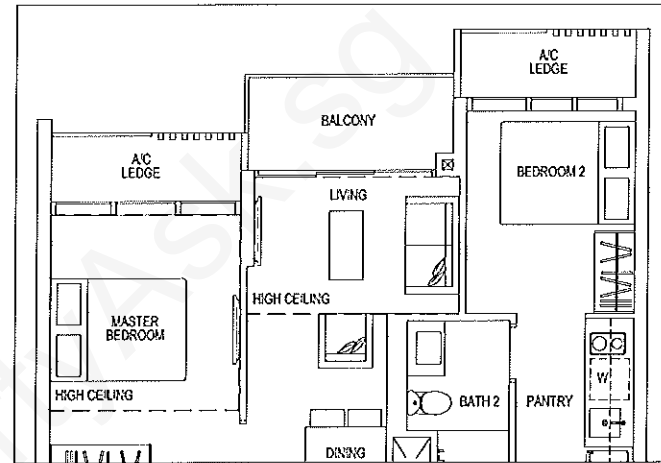 A/C
LEDGE
BALCONY
A/C
LEDGE
BEDROOM 2
LIVING
HIGH CEILING
MASTER
BEDROOM
HIGH CEILING
BATH 2
PANTRY
W
DINING